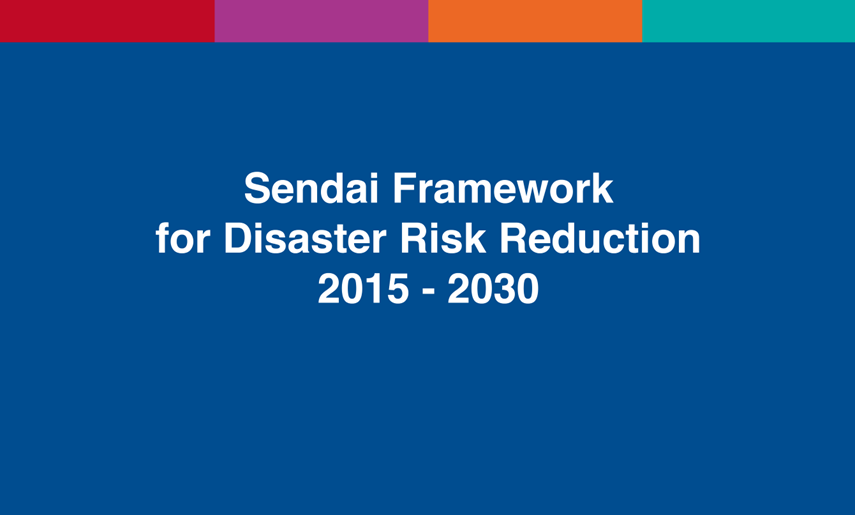 Sendai Framework
for Disaster Risk Reduction
2015 - 2030